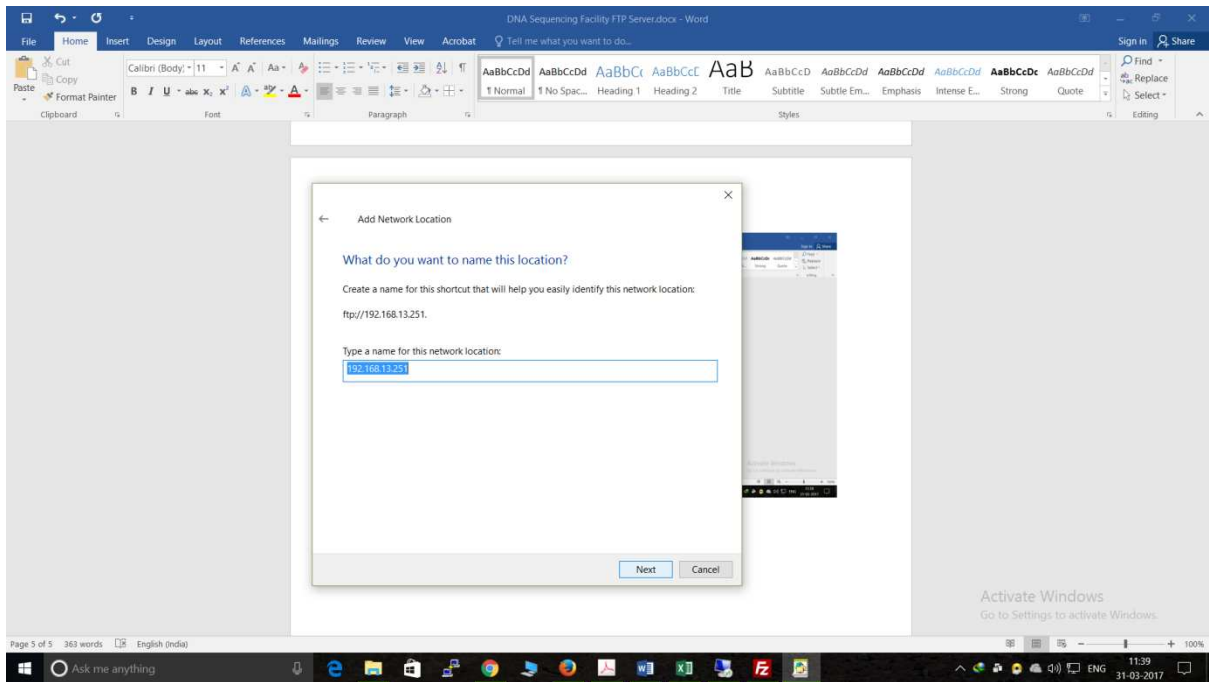 DNA Sequencing Facility FTP Server.docx - Word
File Home Insert Design Layout References Mailings Review View Acrobat Tell me what you want to do... Sign in Share
Paste
Cut
Copy
Format Painter
Clipboard
Calibri (Body) 11 A A Aa
B I U abc X₂ X² A ab A
Font
Paragraph
AaBbCcDd AaBbCcDd AaBbCc AaBbCcE AaB AaBbCcD AaBbCcDd AaBbCcDd AaBbCcDd AaBbCcDc AaBbCcDd
¶ Normal ¶ No Spac... Heading 1 Heading 2 Title Subtitle Subtle Em... Emphasis Intense E... Strong Quote
Styles
Find
Replace
Select
Editing
Add Network Location
What do you want to name this location?
Create a name for this shortcut that will help you easily identify this network location:
ftp://192.168.13.251.
Type a name for this network location:
192.168.13.251
Next Cancel
Activate Windows
Go to Settings to activate Windows.
Page 5 of 5 363 words English (India) 100%
Ask me anything
ENG 11:39
31-03-2017